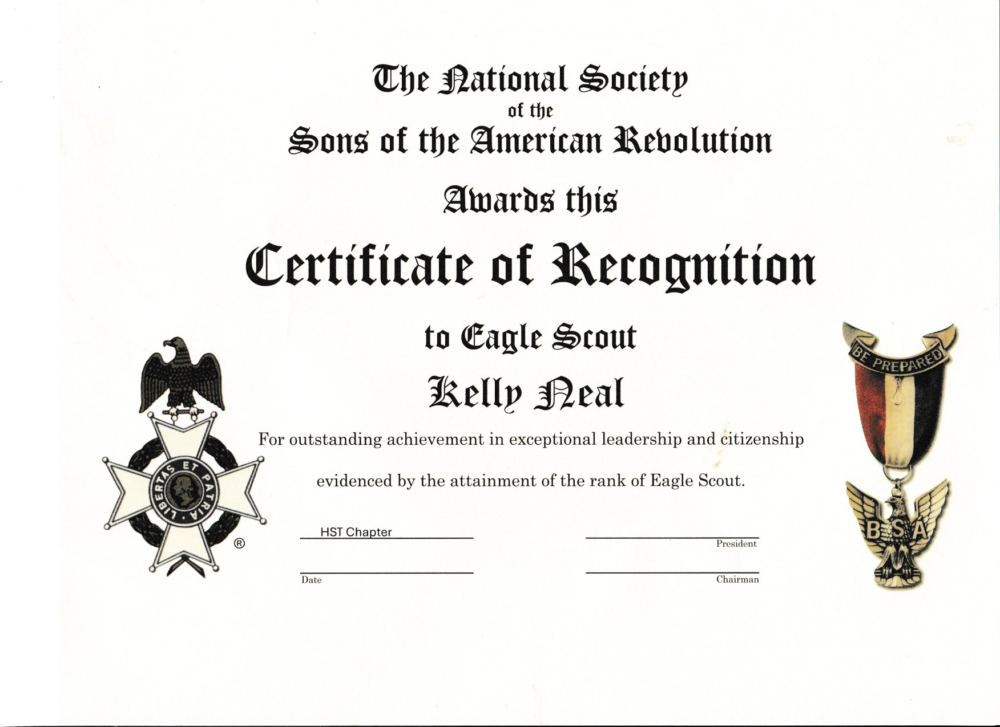 The National Society
of the
Sons of the American Revolution
Awards this
Certificate of Recognition
to Eagle Scout
Kelly Neal
For outstanding achievement in exceptional leadership and citizenship
evidenced by the attainment of the rank of Eagle Scout.
HST Chapter
President
Date
Chairman
LIBERTAS ET PATRIA
®
BE PREPARED
BSA